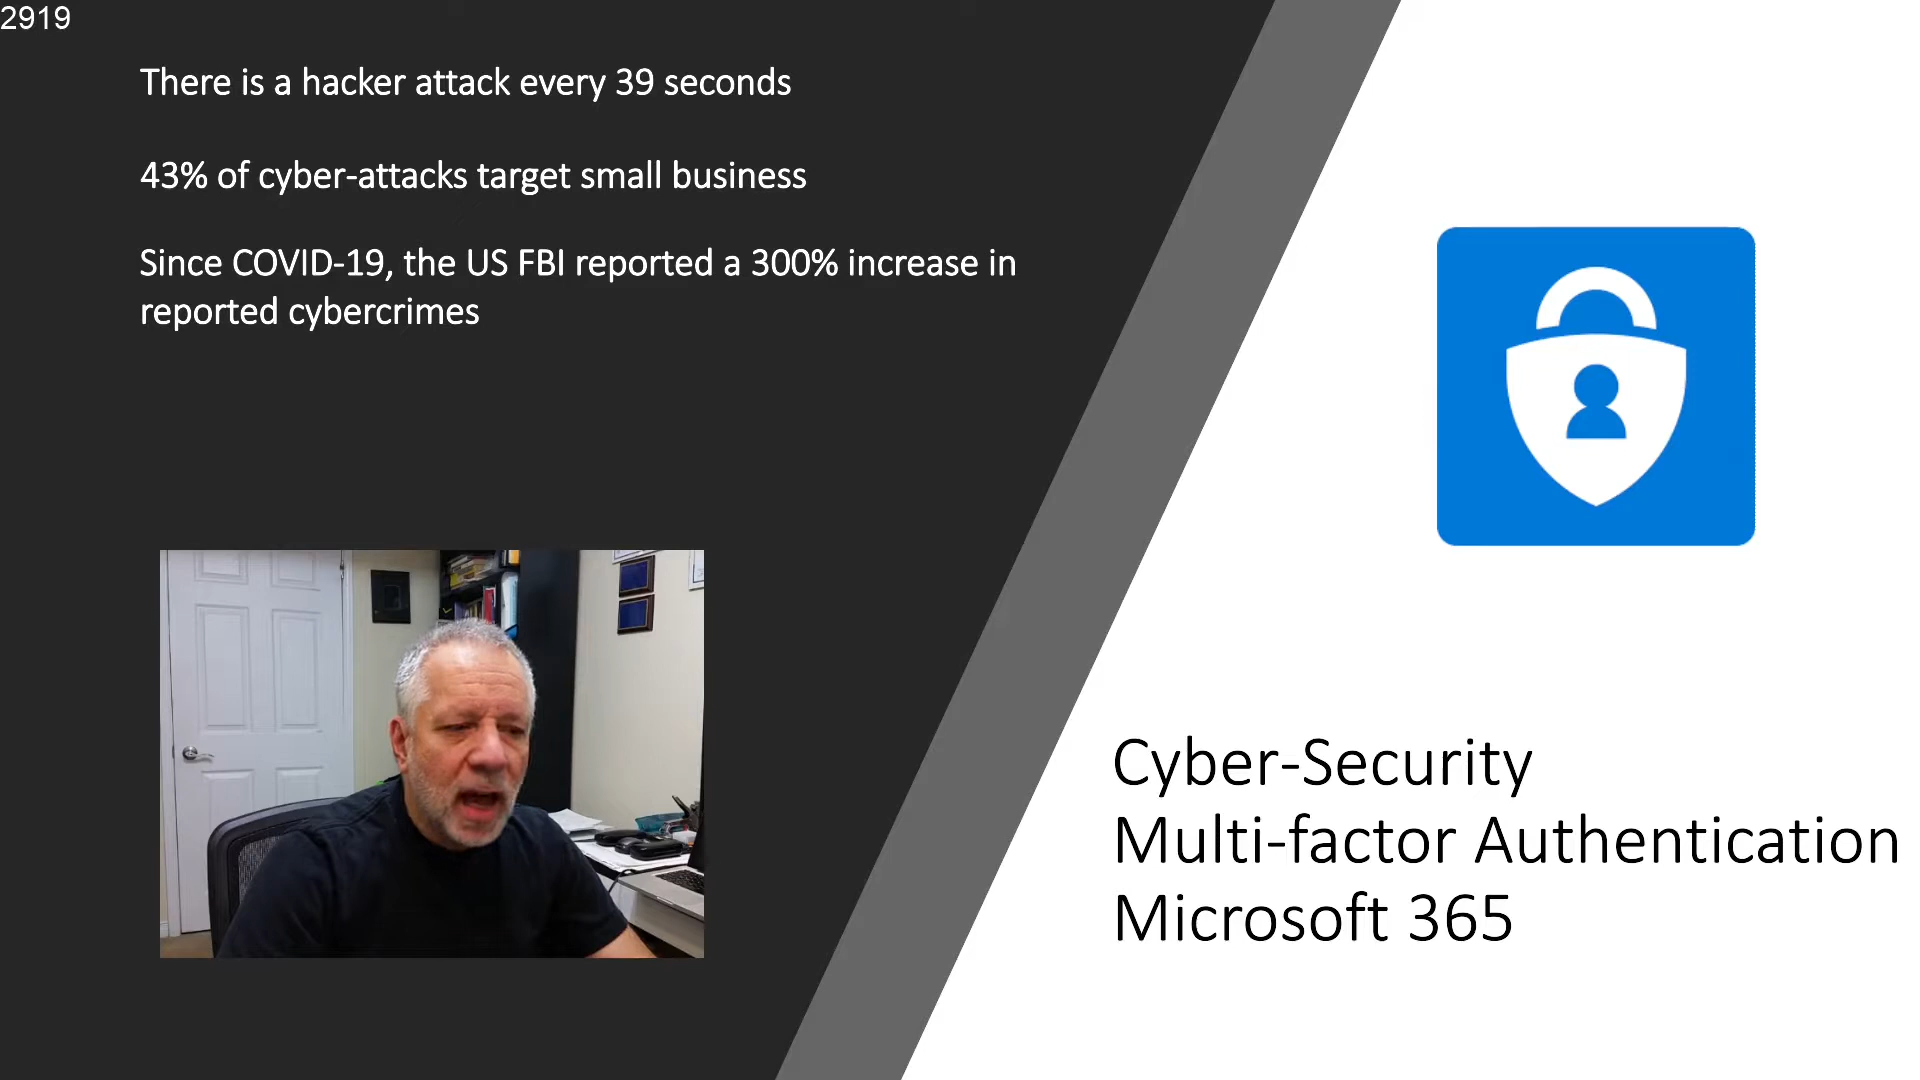 2919
There is a hacker attack every 39 seconds
43% of cyber-attacks target small business
Since COVID-19, the US FBI reported a 300% increase in
reported cybercrimes
Cyber-Security
Multi-factor Authentication
Microsoft 365